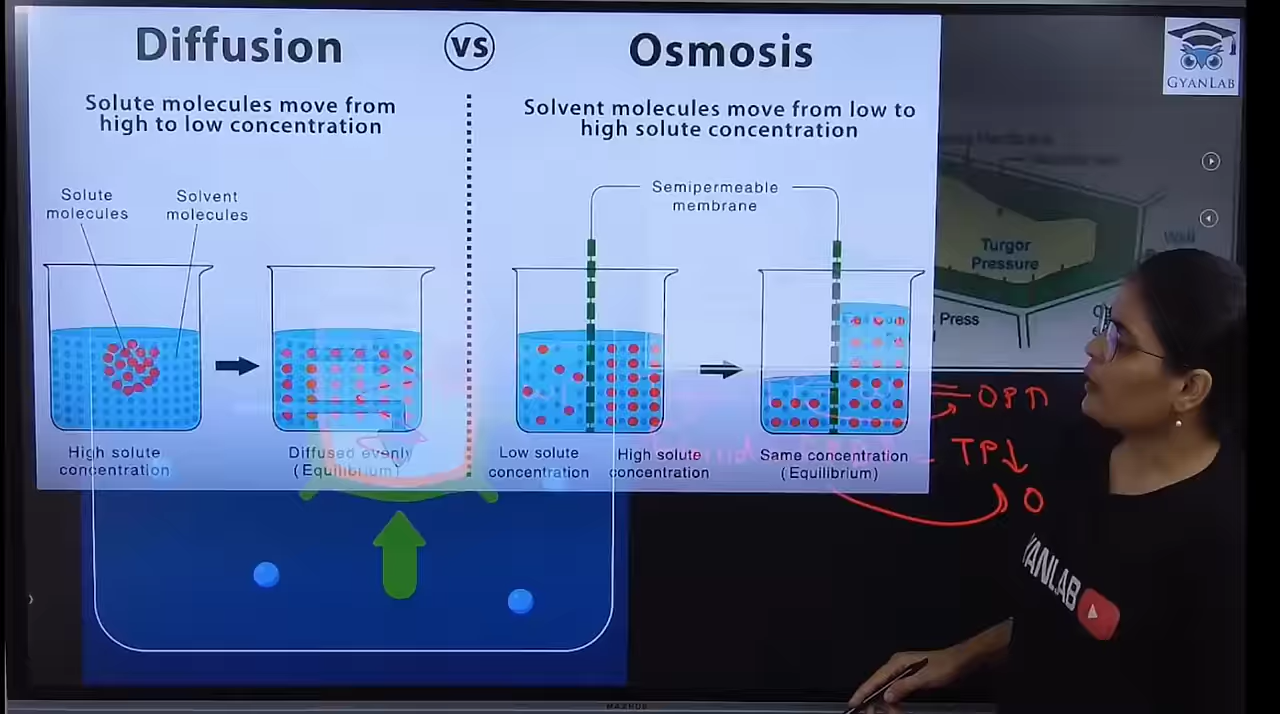 Diffusion
VS
Osmosis
Solute molecules move from
high to low concentration
Solvent molecules move from low to
high solute concentration
Solute
molecules
Solvent
molecules
Semipermeable
membrane
High solute
concentration
Diffused evenly
(Equilibrium)
Low solute
concentration
High solute
concentration
Same concentration
(Equilibrium)
GYANLAB
Turgor
Pressure
Wall
Press
TP↓
O
YANLAB